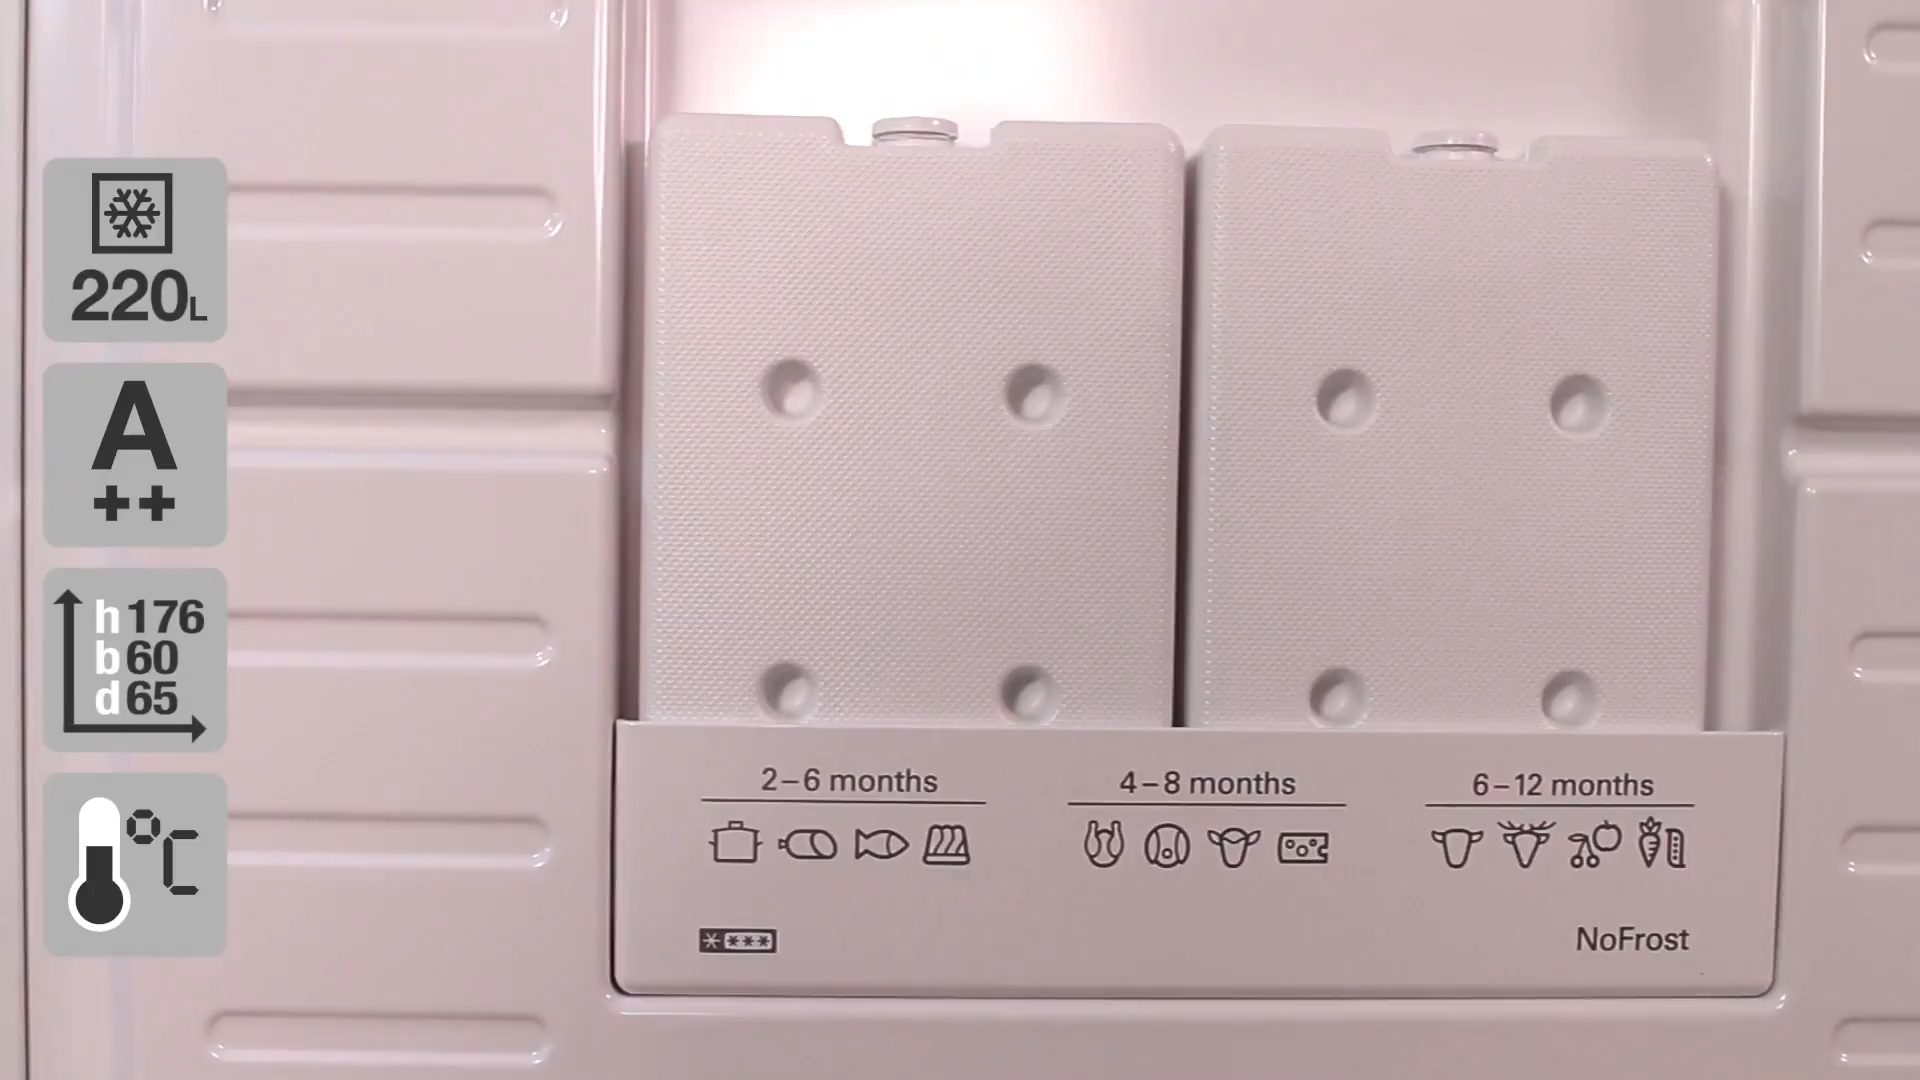 220L
A
++
h 176
b 60
d 65
°C
2–6 months
4–8 months
6–12 months
NoFrost